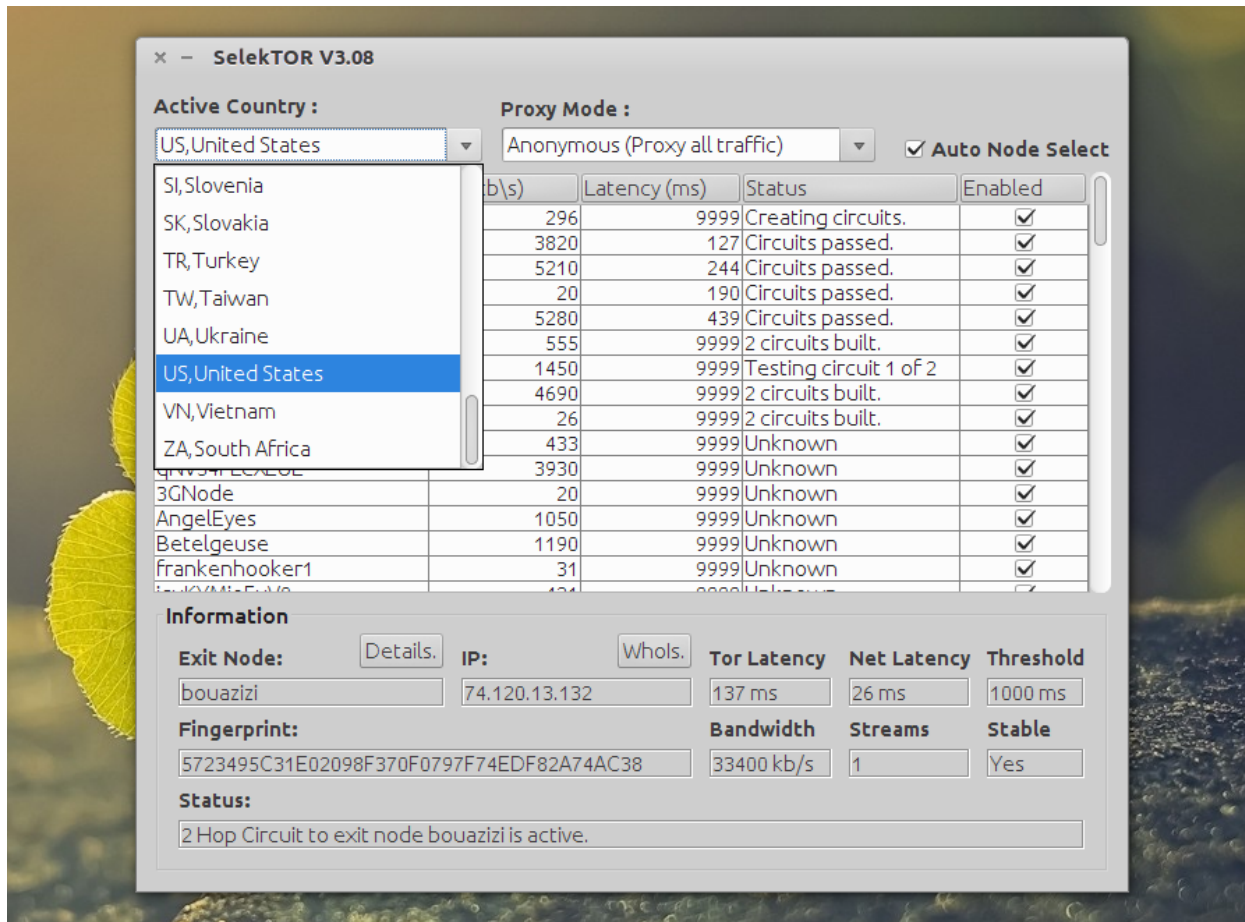 SelekTOR V3.08
Active Country :
Proxy Mode :
US,United States
Anonymous (Proxy all traffic)
Auto Node Select
SI,Slovenia
SK,Slovakia
TR,Turkey
TW,Taiwan
UA,Ukraine
US,United States
VN,Vietnam
ZA,South Africa
Latency (ms) Status Enabled
296 9999 Creating circuits.
3820 127 Circuits passed.
5210 244 Circuits passed.
20 190 Circuits passed.
5280 439 Circuits passed.
555 9999 2 circuits built.
1450 9999 Testing circuit 1 of 2
4690 9999 2 circuits built.
26 9999 2 circuits built.
433 9999 Unknown
3930 9999 Unknown
3GNode 20 9999 Unknown
AngelEyes 1050 9999 Unknown
Betelgeuse 1190 9999 Unknown
frankenhooker1 31 9999 Unknown
Information
Exit Node: Details. IP: WhoIs. Tor Latency Net Latency Threshold
bouazizi 74.120.13.132 137 ms 26 ms 1000 ms
Fingerprint: Bandwidth Streams Stable
5723495C31E02098F370F0797F74EDF82A74AC38 33400 kb/s 1 Yes
Status:
2 Hop Circuit to exit node bouazizi is active.